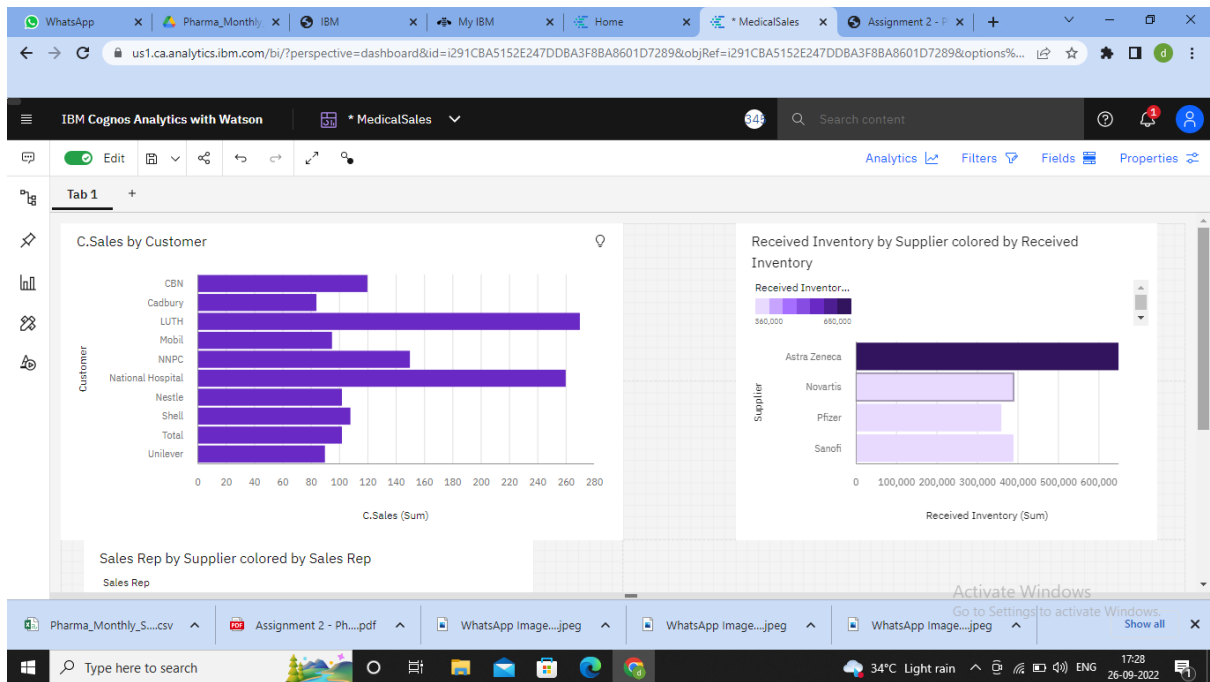 WhatsApp
Pharma_Monthly
IBM
My IBM
Home
* MedicalSales
Assignment 2 - P
us1.ca.analytics.ibm.com/bi/?perspective=dashboard&id=i291CBA5152E247DDBA3F8BA8601D7289&objRef=i291CBA5152E247DDBA3F8BA8601D7289&options%...
d
IBM Cognos Analytics with Watson
* MedicalSales
Search content
1
Edit
Analytics
Filters
Fields
Properties
Tab 1
+
C.Sales by Customer
Customer
CBN
Cadbury
LUTH
Mobil
NNPC
National Hospital
Nestle
Shell
Total
Unilever
0 20 40 60 80 100 120 140 160 180 200 220 240 260 280
C.Sales (Sum)
Received Inventory by Supplier colored by Received
Inventory
Received Inventor...
360,000 650,000
Supplier
Astra Zeneca
Novartis
Pfizer
Sanofi
0 100,000 200,000 300,000 400,000 500,000 600,000
Received Inventory (Sum)
Sales Rep by Supplier colored by Sales Rep
Sales Rep
Activate Windows
Go to Settings to activate Windows.
Pharma_Monthly_S....csv
Assignment 2 - Ph....pdf
WhatsApp Image....jpeg
WhatsApp Image....jpeg
WhatsApp Image....jpeg
Show all
Type here to search
34°C Light rain
ENG
17:28
26-09-2022
1